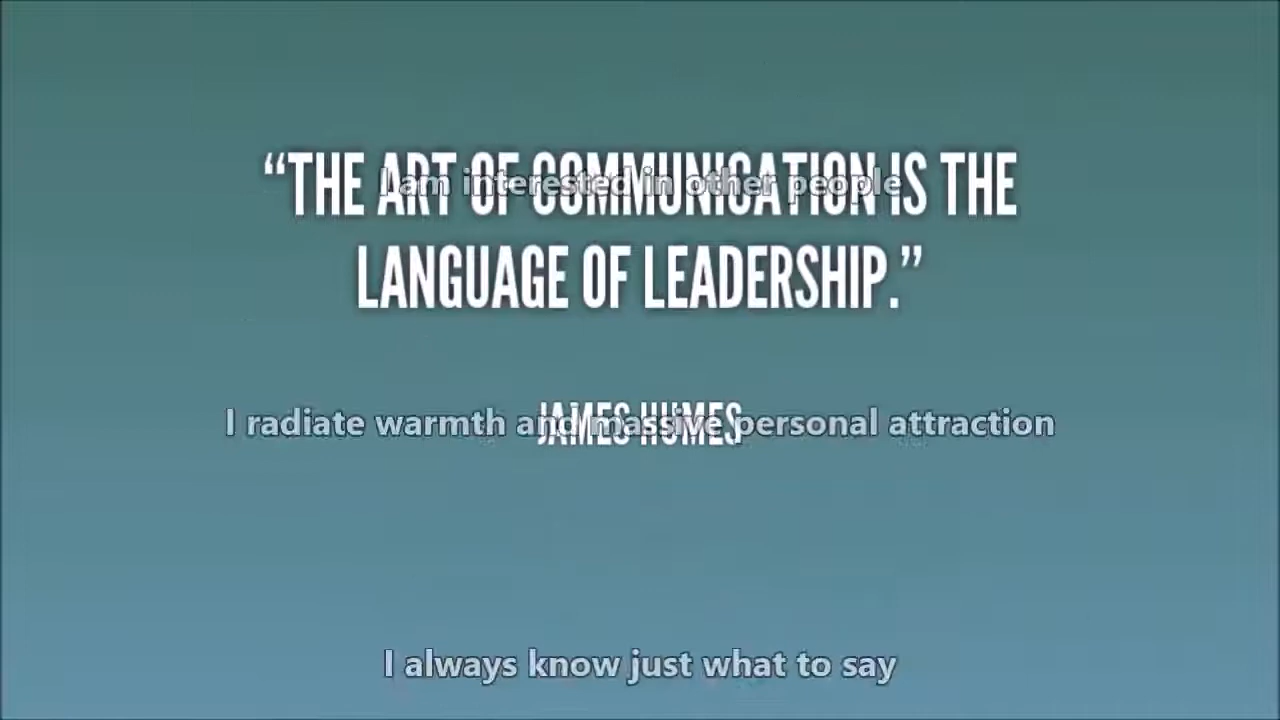 “THE ART OF COMMUNICATION IS THE
I am interested in other people
LANGUAGE OF LEADERSHIP.”
JAMES HUMES
I radiate warmth and massive personal attraction
I always know just what to say